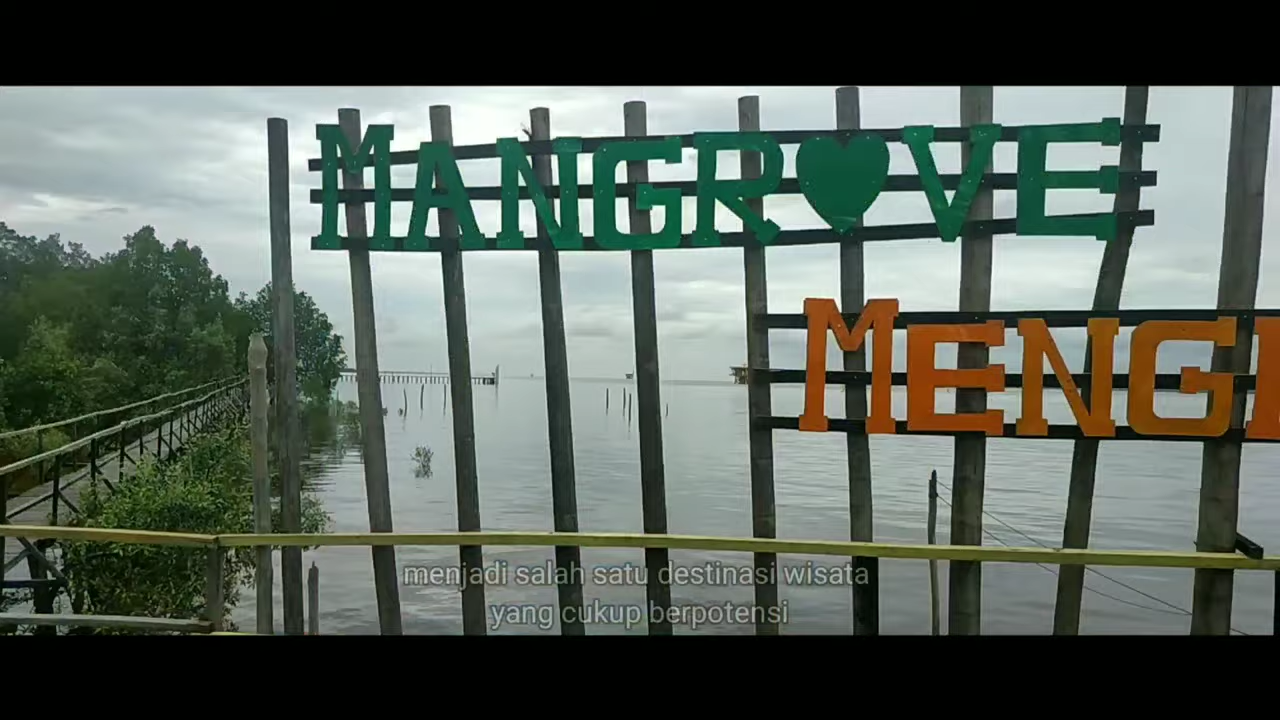 MANGR♥VE
MENG
menjadi salah satu destinasi wisata
yang cukup berpotensi